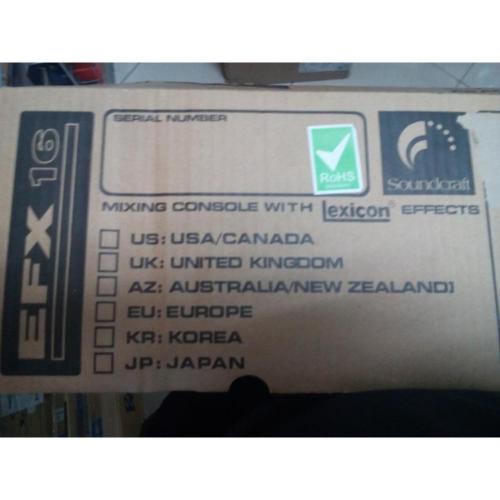 EFX 16
SERIAL NUMBER
RoHS
Soundcraft
MIXING CONSOLE WITH lexicon® EFFECTS
US: USA/CANADA
UK: UNITED KINGDOM
AZ: AUSTRALIA/NEW ZEALAND]
EU: EUROPE
KR: KOREA
JP: JAPAN